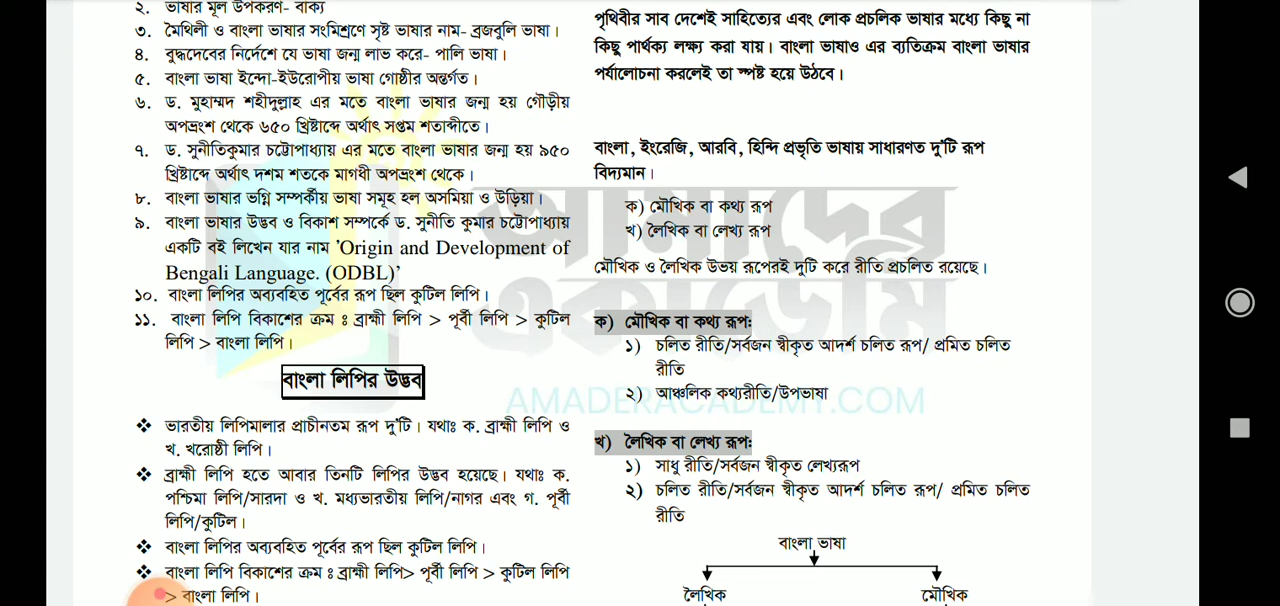 ২. ভাষার মূল উপকরণ- বাক্য
৩. মৈথিলী ও বাংলা ভাষার সংমিশ্রণে সৃষ্ট ভাষার নাম- ব্রজবুলি ভাষা।
৪. বুদ্ধদেবের নির্দেশে যে ভাষা জন্ম লাভ করে- পালি ভাষা।
৫. বাংলা ভাষা ইন্দো-ইউরোপীয় ভাষা গোষ্ঠীর অন্তর্গত।
৬. ড. মুহাম্মদ শহীদুল্লাহ এর মতে বাংলা ভাষার জন্ম হয় গৌড়ীয়
অপভ্রংশ থেকে ৬৫০ খ্রিষ্টাব্দে অর্থাৎ সপ্তম শতাব্দীতে।
৭. ড. সুনীতিকুমার চট্টোপাধ্যায় এর মতে বাংলা ভাষার জন্ম হয় ৯৫০
খ্রিষ্টাব্দে অর্থাৎ দশম শতকে মাগধী অপভ্রংশ থেকে।
৮. বাংলা ভাষার ভগ্নি সম্পর্কীয় ভাষা সমূহ হল অসমিয়া ও উড়িয়া।
৯. বাংলা ভাষার উদ্ভব ও বিকাশ সম্পর্কে ড. সুনীতি কুমার চট্টোপাধ্যায়
একটি বই লিখেন যার নাম 'Origin and Development of
Bengali Language. (ODBL)'
১০. বাংলা লিপির অব্যবহিত পূর্বের রূপ ছিল কুটিল লিপি।
১১. বাংলা লিপি বিকাশের ক্রম ঃ ব্রাহ্মী লিপি > পূর্বী লিপি > কুটিল
লিপি > বাংলা লিপি।
বাংলা লিপির উদ্ভব
❖ ভারতীয় লিপিমালার প্রাচীনতম রূপ দু'টি। যথাঃ ক. ব্রাহ্মী লিপি ও
খ. খরোষ্ঠী লিপি।
❖ ব্রাহ্মী লিপি হতে আবার তিনটি লিপির উদ্ভব হয়েছে। যথাঃ ক.
পশ্চিমা লিপি/সারদা ও খ. মধ্যভারতীয় লিপি/নাগর এবং গ. পূর্বী
লিপি/কুটিল।
❖ বাংলা লিপির অব্যবহিত পূর্বের রূপ ছিল কুটিল লিপি।
❖ বাংলা লিপি বিকাশের ক্রম ঃ ব্রাহ্মী লিপি> পূর্বী লিপি > কুটিল লিপি
> বাংলা লিপি।
পৃথিবীর সাব দেশেই সাহিত্যের এবং লোক প্রচলিক ভাষার মধ্যে কিছু না
কিছু পার্থক্য লক্ষ্য করা যায়। বাংলা ভাষাও এর ব্যতিক্রম বাংলা ভাষার
পর্যালোচনা করলেই তা স্পষ্ট হয়ে উঠবে।
বাংলা, ইংরেজি, আরবি, হিন্দি প্রভৃতি ভাষায় সাধারণত দু'টি রূপ
বিদ্যমান।
ক) মৌখিক বা কথ্য রূপ
খ) লৈখিক বা লেখ্য রূপ
মৌখিক ও লৈখিক উভয় রূপেরই দুটি করে রীতি প্রচলিত রয়েছে।
ক) মৌখিক বা কথ্য রূপ:
১) চলিত রীতি/সর্বজন স্বীকৃত আদর্শ চলিত রূপ/ প্রমিত চলিত
রীতি
২) আঞ্চলিক কথ্যরীতি/উপভাষা
খ) লৈখিক বা লেখ্য রূপ:
১) সাধু রীতি/সর্বজন স্বীকৃত লেখ্যরূপ
২) চলিত রীতি/সর্বজন স্বীকৃত আদর্শ চলিত রূপ/ প্রমিত চলিত
রীতি
বাংলা ভাষা
লৈখিক মৌখিক
আমাদের
একাডেমি
AMADERACADEMY.COM